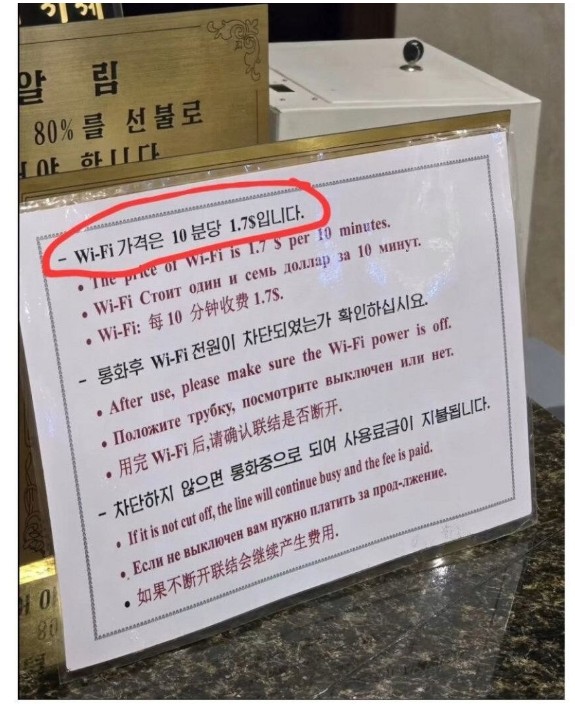 알 림
80%를 선불로
야 합니다
- Wi-Fi 가격은 10 분당 1.7$입니다.
• The price of Wi-Fi is 1.7 $ per 10 minutes.
• Wi-Fi Стоит один и семь доллар за 10 минут.
• Wi-Fi: 每 10 分钟收费 1.7$.
- 통화후 Wi-Fi 전원이 차단되였는가 확인하십시요.
• After use, please make sure the Wi-Fi power is off.
• Положите трубку, посмотрите выключен или нет.
• 用完 Wi-Fi 后,请确认联结是否断开.
- 차단하지 않으면 통화중으로 되여 사용료금이 지불됩니다.
• If it is not cut off, the line will continue busy and the fee is paid.
• Если не выключен вам нужно платить за прод-лжение.
• 如果不断开联结会继续产生费用.